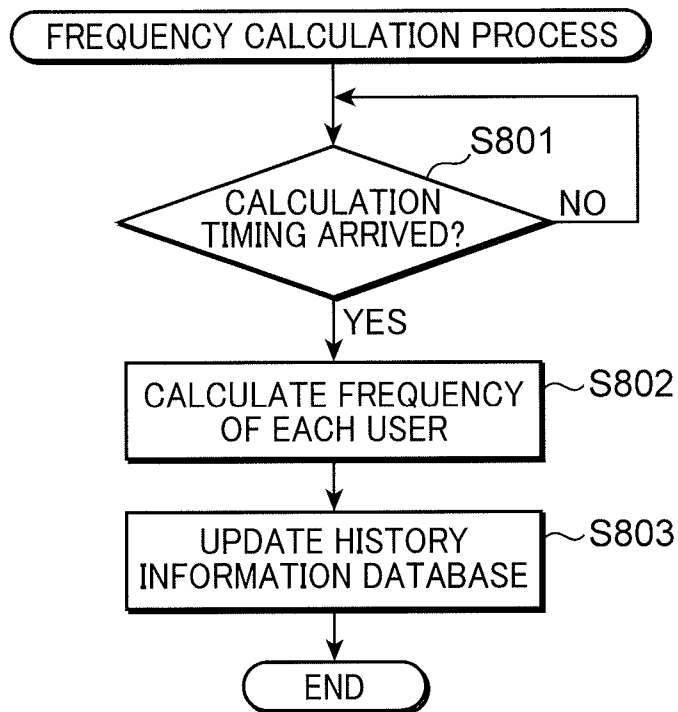 FREQUENCY CALCULATION PROCESS
S801
CALCULATION
TIMING ARRIVED?
NO
YES
CALCULATE FREQUENCY
OF EACH USER
S802
UPDATE HISTORY
INFORMATION DATABASE
S803
END